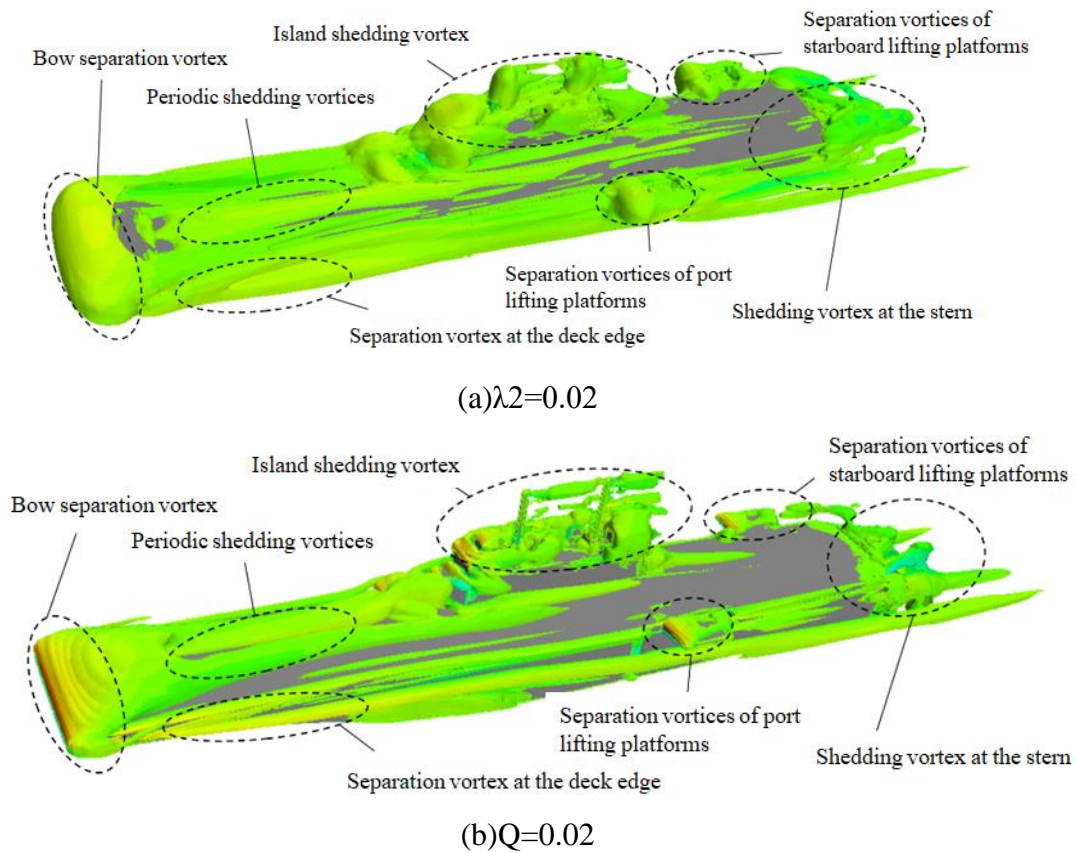 Separation vortices of
starboard lifting platforms
Island shedding vortex
Bow separation vortex
Periodic shedding vortices
Separation vortices of port
lifting platforms
Shedding vortex at the stern
Separation vortex at the deck edge
(a)λ2=0.02
Separation vortices of
starboard lifting platforms
Island shedding vortex
Bow separation vortex
Periodic shedding vortices
Separation vortices of port
lifting platforms
Shedding vortex at the stern
Separation vortex at the deck edge
(b)Q=0.02